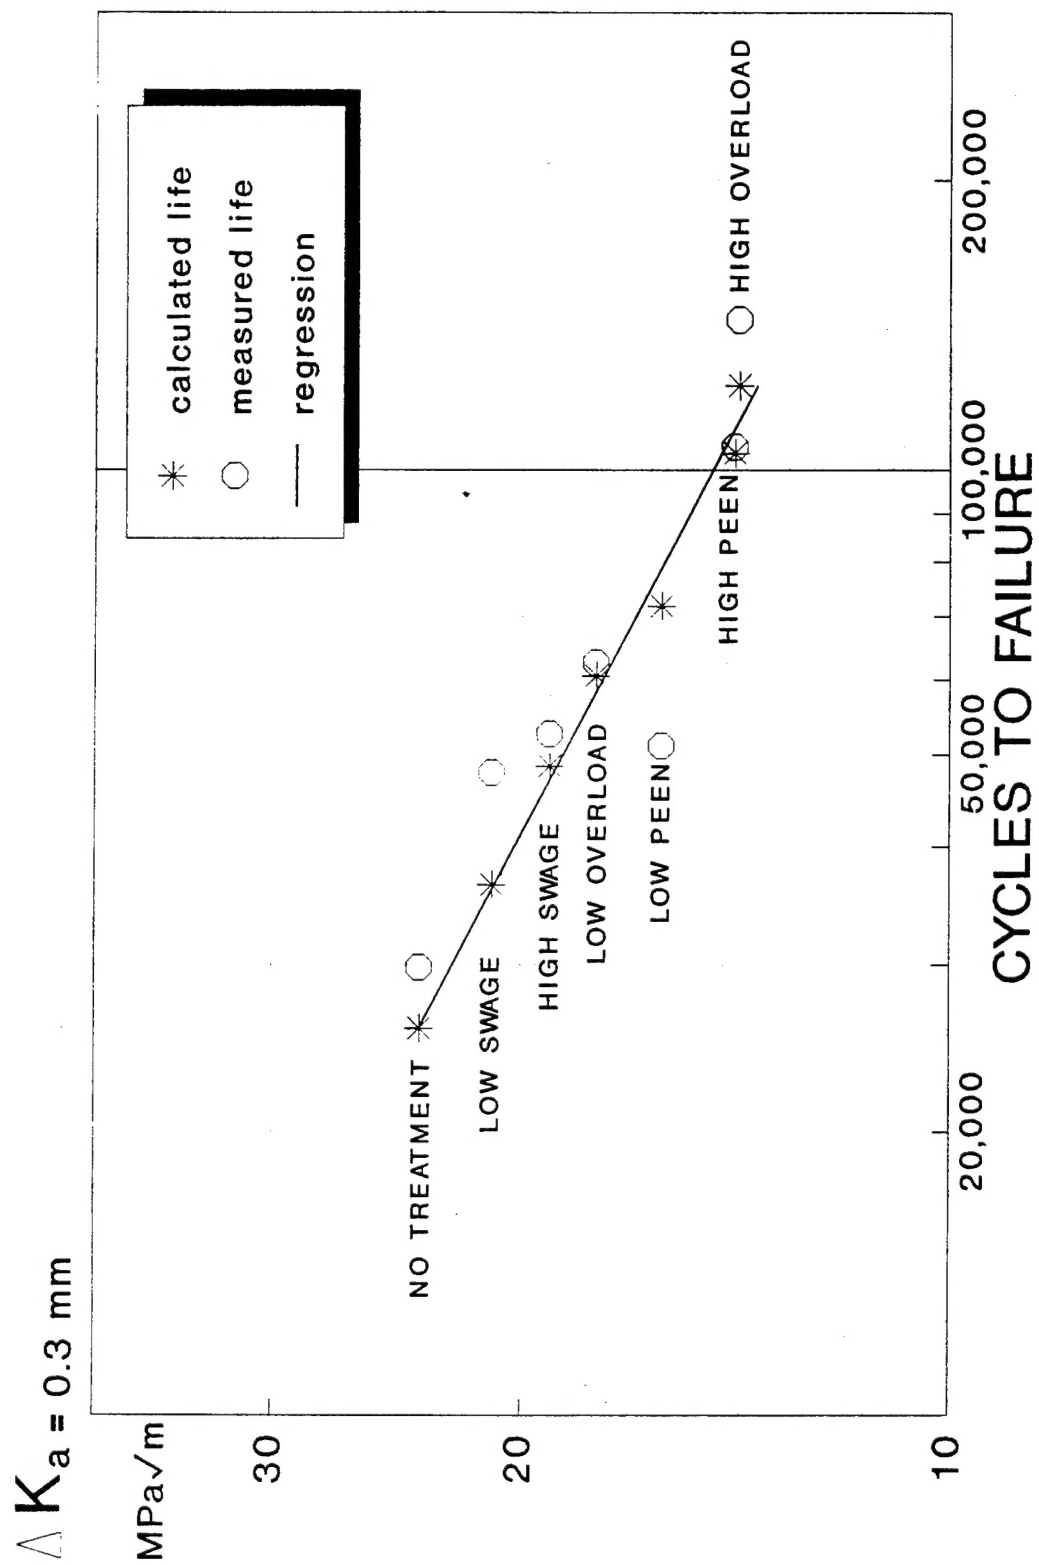 △ Ka = 0.3 mm
MPa√m
30
20
10
calculated life
measured life
regression
NO TREATMENT
LOW SWAGE
HIGH SWAGE
LOW OVERLOAD
LOW PEEN
HIGH PEEN
HIGH OVERLOAD
20,000
50,000
100,000
200,000
CYCLES TO FAILURE